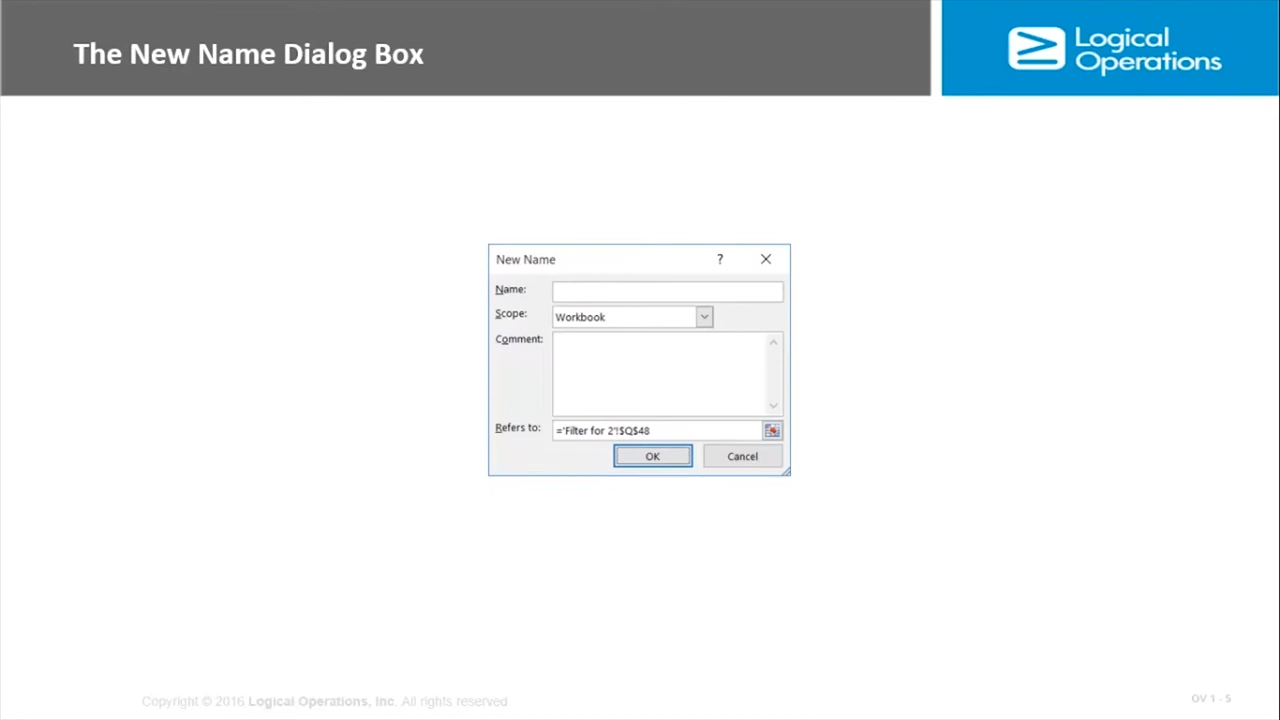 The New Name Dialog Box
Logical
Operations
New Name ?
Name:
Scope: Workbook
Comment:
Refers to: ='Filter for 2'!$Q$48
OK Cancel
Copyright © 2016 Logical Operations, Inc. All rights reserved.
OV 1 - 5